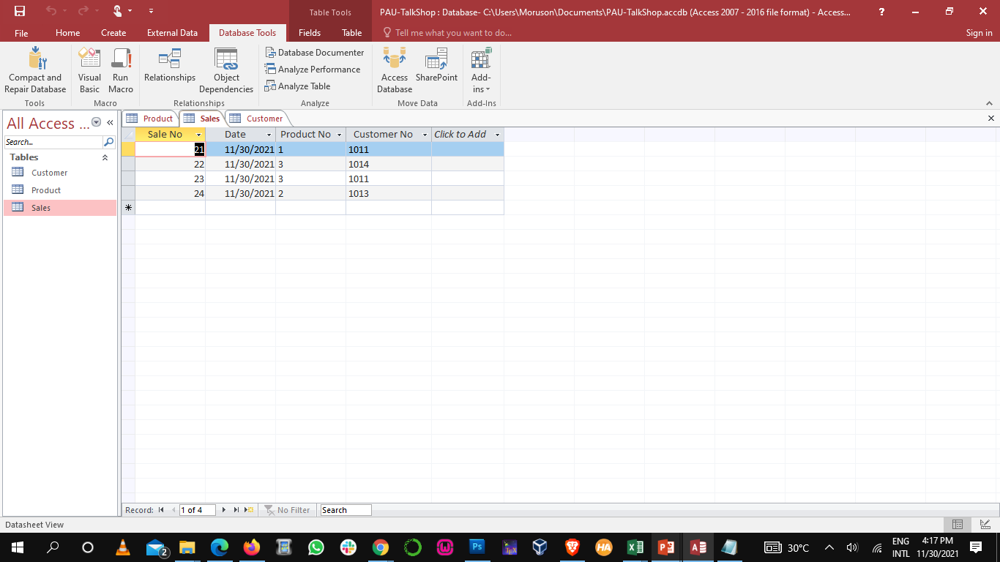 Table Tools
PAU-TalkShop : Database- C:\Users\Moruson\Documents\PAU-TalkShop.accdb (Access 2007 - 2016 file format) - Access...
?
File Home Create External Data Database Tools Fields Table Tell me what you want to do... Sign in
Compact and
Repair Database
Tools
Visual
Basic
Run
Macro
Macro
Relationships
Object
Dependencies
Relationships
Database Documenter
Analyze Performance
Analyze Table
Analyze
Access
Database
SharePoint
Move Data
Add-
ins
Add-Ins
All Access ...
Search...
Tables
Customer
Product
Sales
Product Sales Customer
Sale No Date Product No Customer No Click to Add
21 11/30/2021 1 1011
22 11/30/2021 3 1014
23 11/30/2021 3 1011
24 11/30/2021 2 1013
Record: 1 of 4 No Filter Search
Datasheet View
2
W
Ps
HA
30°C
ENG
INTL
4:17 PM
11/30/2021